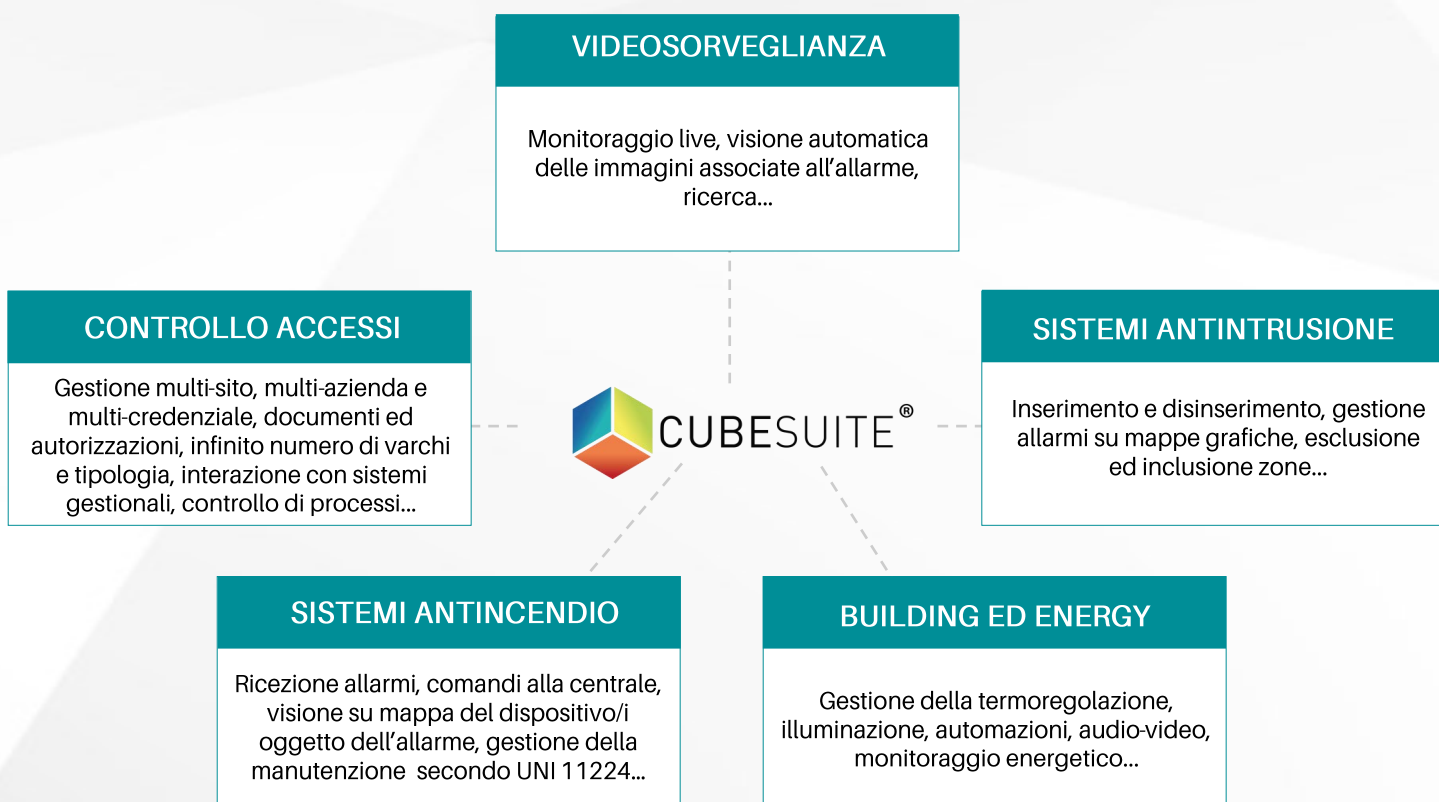 VIDEOSORVEGLIANZA
Monitoraggio live, visione automatica
delle immagini associate all’allarme,
ricerca...
CONTROLLO ACCESSI
Gestione multi-sito, multi-azienda e
multi-credenziale, documenti ed
autorizzazioni, infinito numero di varchi
e tipologia, interazione con sistemi
gestionali, controllo di processi...
CUBESUITE®
SISTEMI ANTINTRUSIONE
Inserimento e disinserimento, gestione
allarmi su mappe grafiche, esclusione
ed inclusione zone...
SISTEMI ANTINCENDIO
Ricezione allarmi, comandi alla centrale,
visione su mappa del dispositivo/i
oggetto dell’allarme, gestione della
manutenzione secondo UNI 11224...
BUILDING ED ENERGY
Gestione della termoregolazione,
illuminazione, automazioni, audio-video,
monitoraggio energetico...